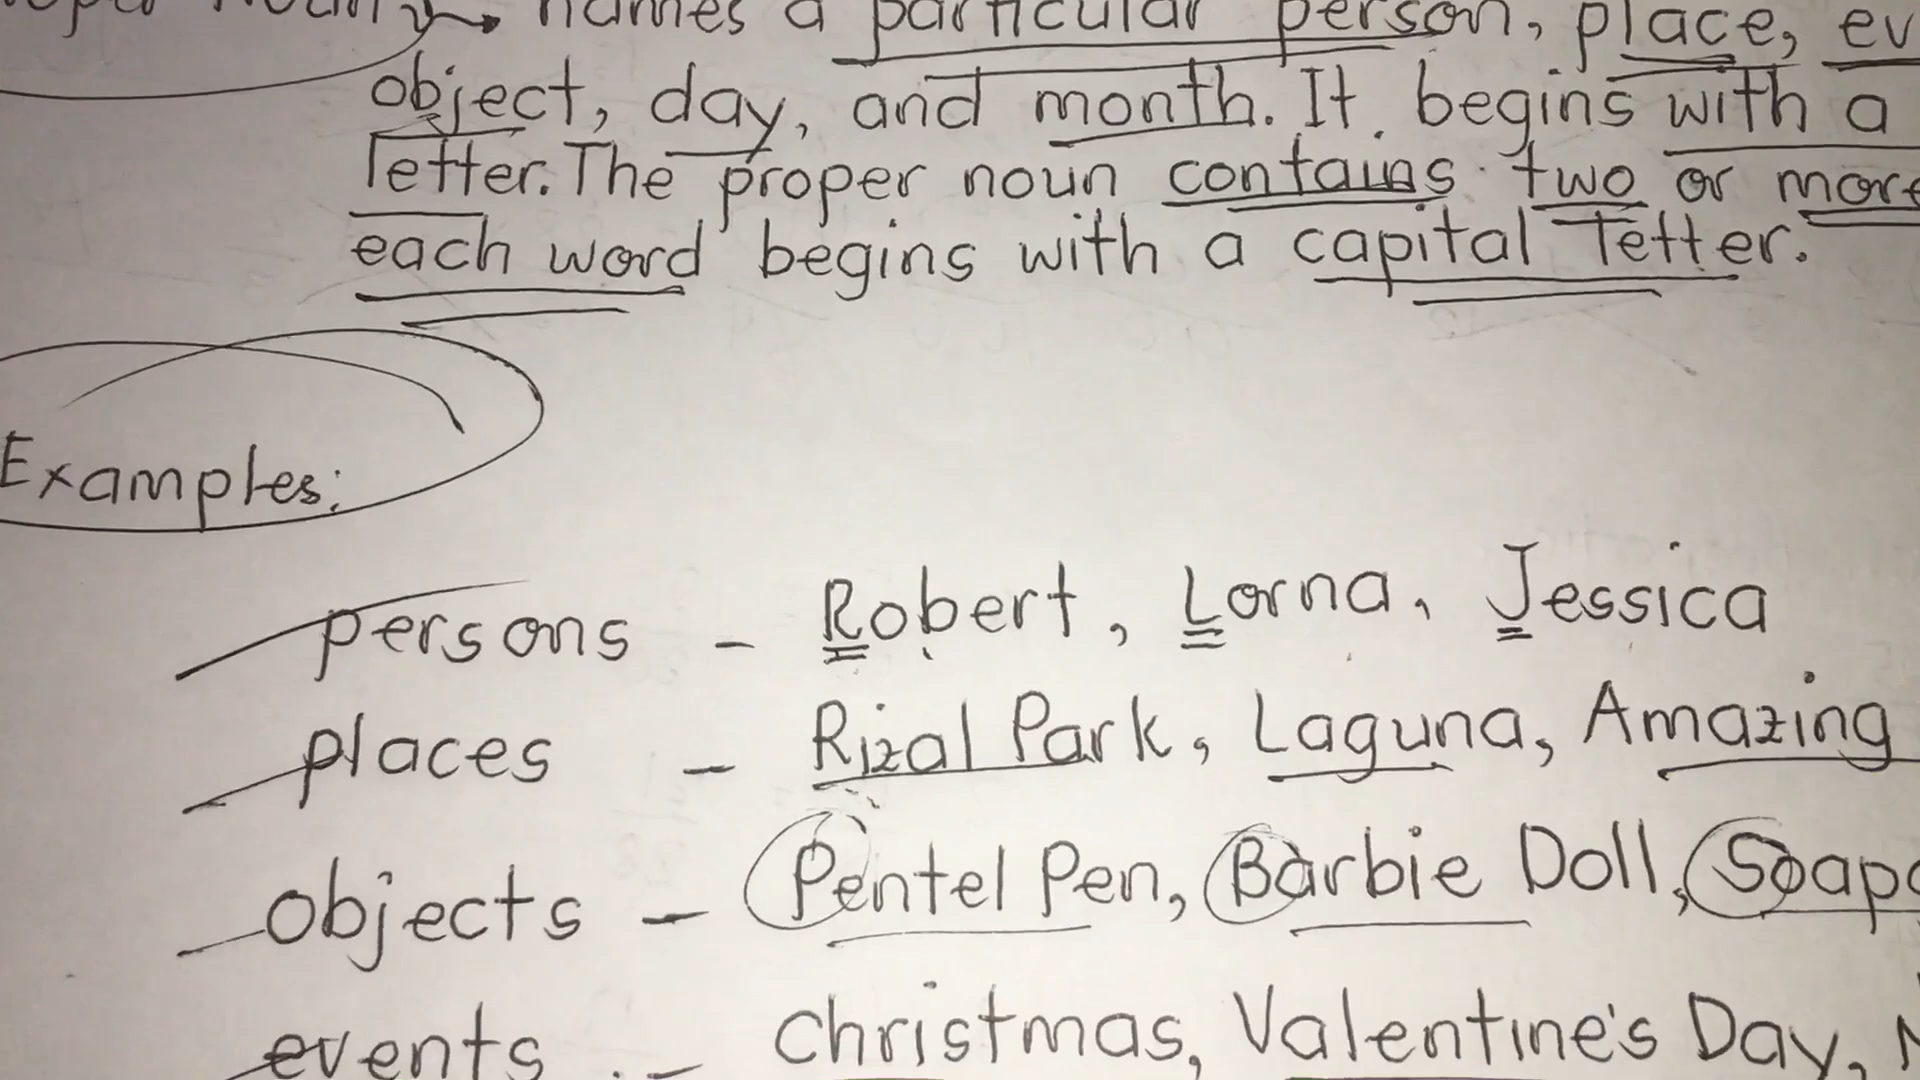 names a particular person, place,
object, day, and month. It begins with a
letter. The proper noun contains two or more
each word begins with a capital letter.
Examples:
persons - Robert, Lorna, Jessica
places - Rizal Park, Laguna, Amazing
objects - Pentel Pen, Barbie Doll,
events - Christmas, Valentine's Day,